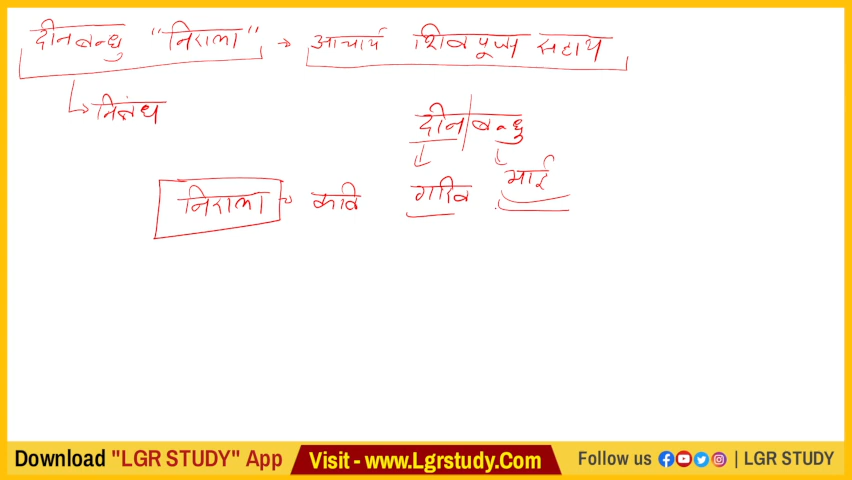 दीनबन्धु "निराला" → आचार्य शिवपूजन सहाय
↳ निबंध
दीन|बन्धु
निराला → कवि गरिब भाई
Download "LGR STUDY" App Visit - www.Lgrstudy.Com Follow us | LGR STUDY